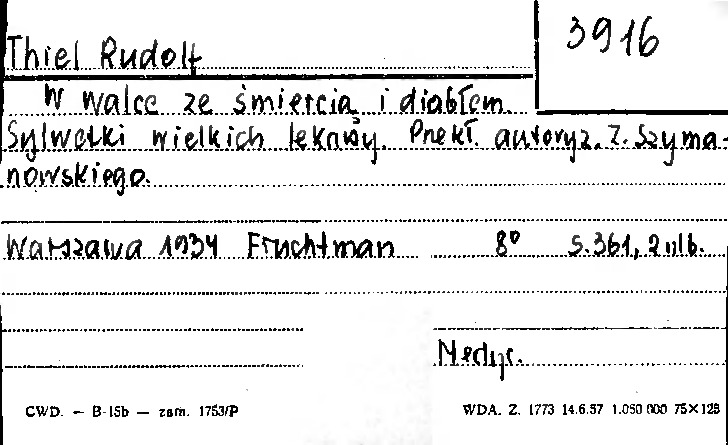 3916
Thiel Rudolf
W walce ze śmiercią i diabłem.
Sylwetki wielkich lekarzy. Przekł. autoryz. Z. Szyma-
nowskiego.
Warszawa 1934 Fruchtman 8° S. 361, 2 nlb.
Medyc.
CWD. — B-15b — zam. 1753/P
WDA. Z. 1773 14.6.57 1.050 000 75×125